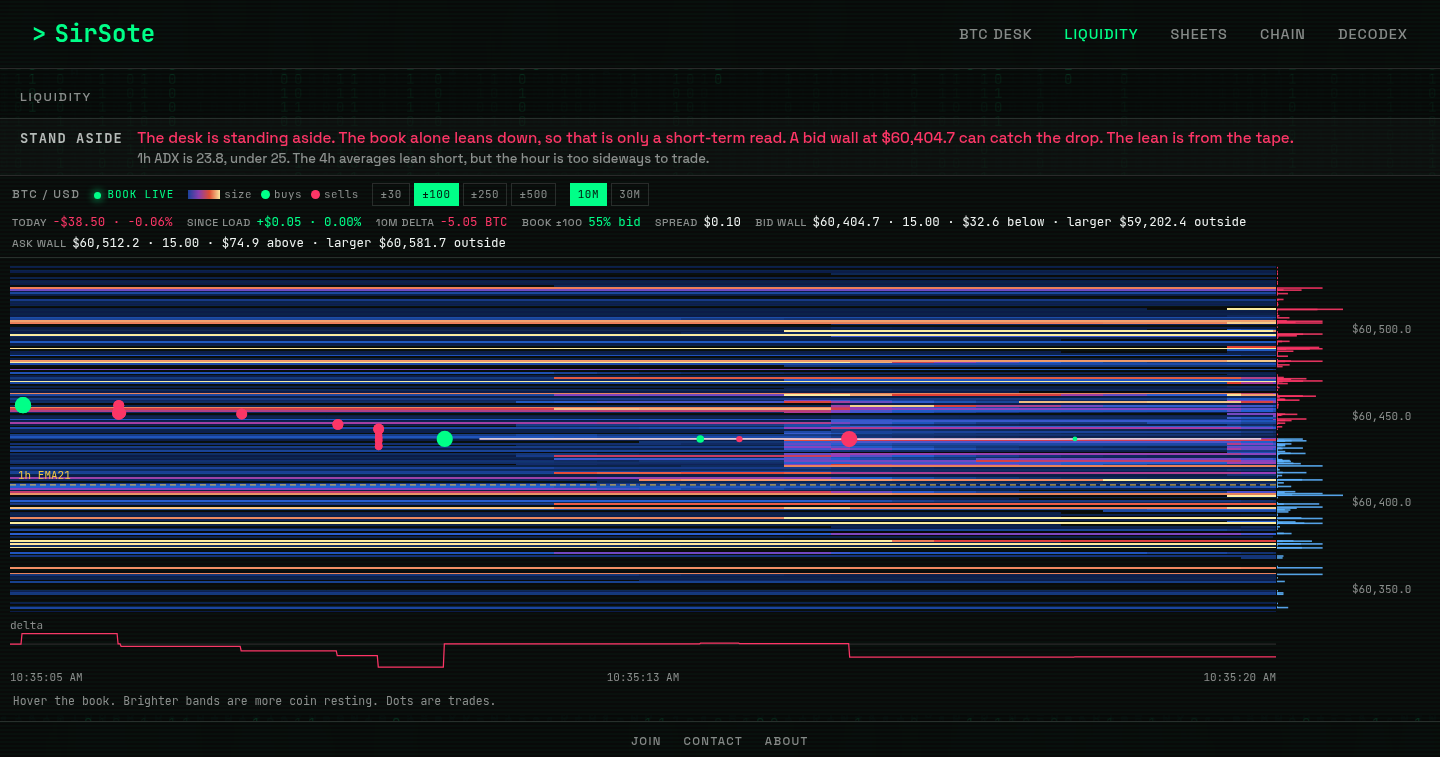 > SirSote
BTC DESK LIQUIDITY SHEETS CHAIN DECODEX
LIQUIDITY
STAND ASIDE The desk is standing aside. The book alone leans down, so that is only a short-term read. A bid wall at $60,404.7 can catch the drop. The lean is from the tape.
1h ADX is 23.8, under 25. The 4h averages lean short, but the hour is too sideways to trade.
BTC / USD BOOK LIVE size buys sells ±30 ±100 ±250 ±500 10M 30M
TODAY -$38.50 · -0.06% SINCE LOAD +$0.05 · 0.00% 10M DELTA -5.05 BTC BOOK ±100 55% bid SPREAD $0.10 BID WALL $60,404.7 · 15.00 · $32.6 below · larger $59,202.4 outside
ASK WALL $60,512.2 · 15.00 · $74.9 above · larger $60,581.7 outside
$60,500.0
$60,450.0
1h EMA21
$60,400.0
$60,350.0
delta
10:35:05 AM 10:35:13 AM 10:35:20 AM
Hover the book. Brighter bands are more coin resting. Dots are trades.
JOIN CONTACT ABOUT